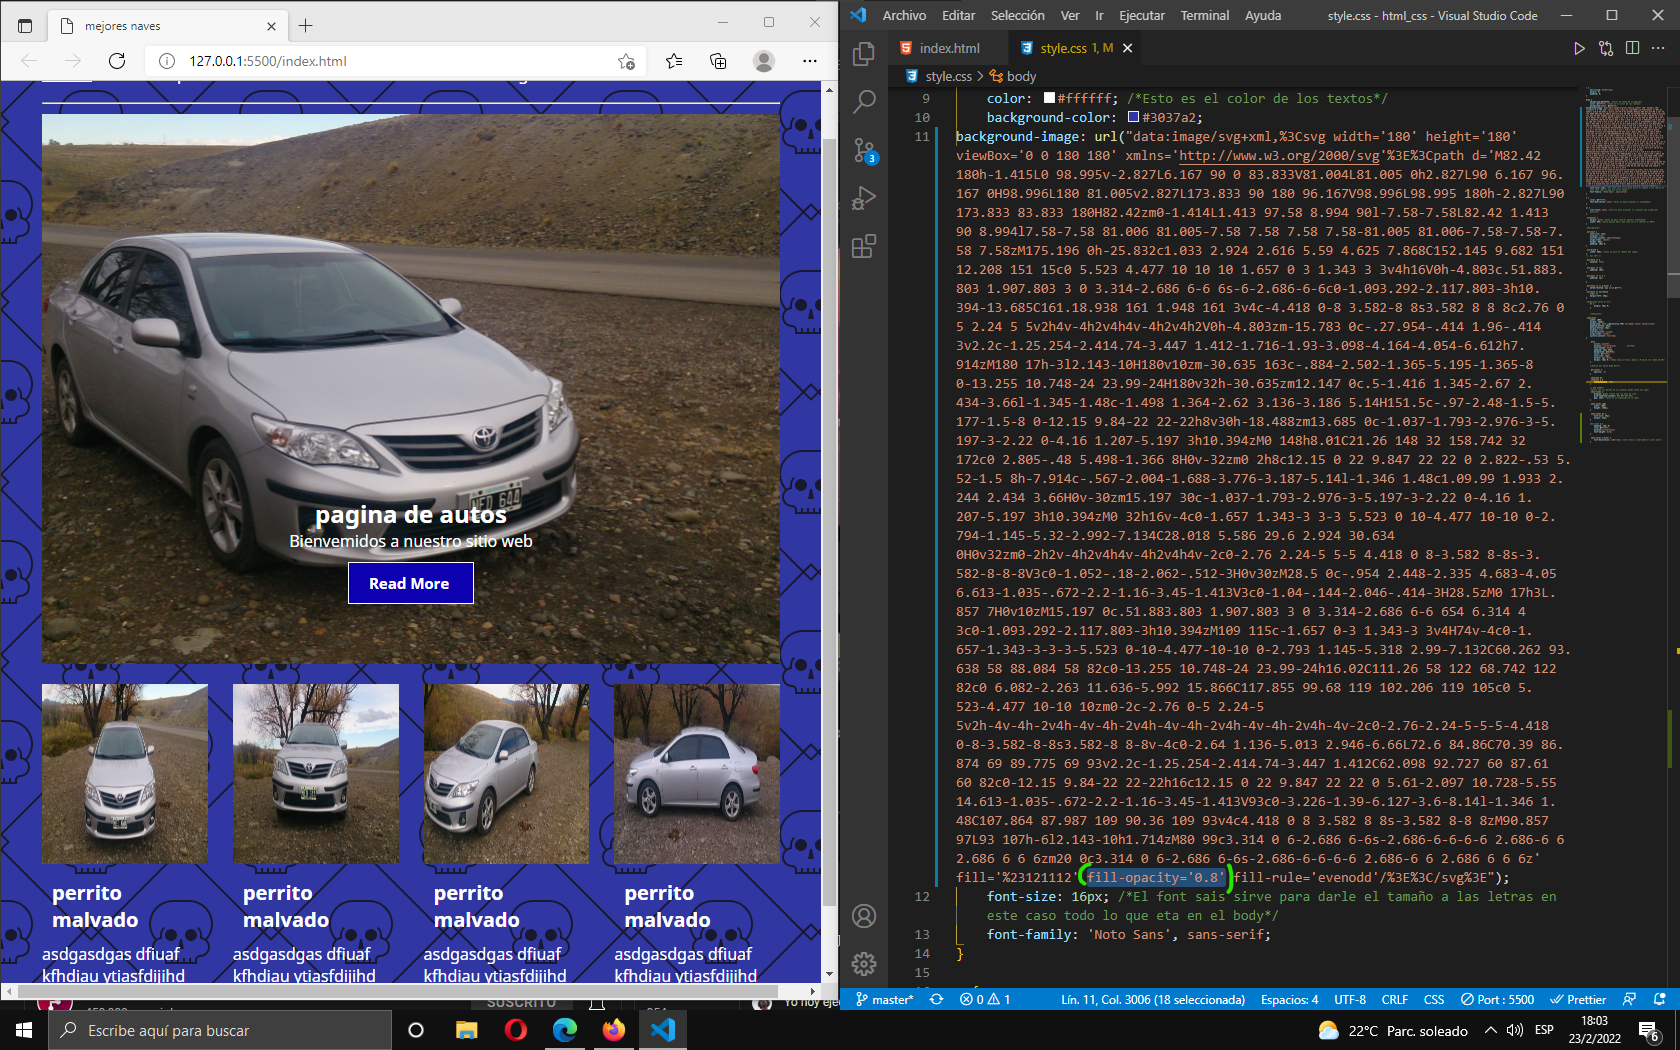 mejores naves
127.0.0.1:5500/index.html
pagina de autos
Bienvenidos a nuestro sitio web
Read More
perrito malvado
asdgasdgas dfiuaf
kfhdiau ytiasfdijihd
perrito malvado
asdgasdgas dfiuaf
kfhdiau ytiasfdijihd
perrito malvado
asdgasdgas dfiuaf
kfhdiau ytiasfdijihd
perrito malvado
asdgasdgas dfiuaf
kfhdiau ytiasfdijihd
SUSCRITO
Archivo Editar Selección Ver Ir Ejecutar Terminal Ayuda
style.css - html_css - Visual Studio Code
index.html
style.css 1, M
style.css > body
9 color: #ffffff; /*Esto es el color de los textos*/
10 background-color: #3037a2;
11 background-image: url("data:image/svg+xml,%3Csvg width='180' height='180'
viewBox='0 0 180 180' xmlns='http://www.w3.org/2000/svg'%3E%3Cpath d='M82.42
180h-1.415L0 98.995v-2.827L6.167 90 0 83.833V81.004L81.005 0h2.827L90 6.167 96.
167 0H98.996L180 81.005v2.827L173.833 90 180 96.167V98.996L98.995 180h-2.827L90
173.833 83.833 180H82.42zm0-1.414L1.413 97.58 8.994 90l-7.58-7.58L82.42 1.413
90 8.994l7.58-7.58 81.006 81.005-7.58 7.58 7.58 7.58-81.005 81.006-7.58-7.58-7.
58 7.58zM175.196 0h-25.832c1.033 2.924 2.616 5.59 4.625 7.868C152.145 9.682 151
12.208 151 15c0 5.523 4.477 10 10 10 1.657 0 3 1.343 3 3v4h16V0h-4.803c.51.883.
803 1.907.803 3 0 3.314-2.686 6-6 6s-6-2.686-6-6c0-1.093.292-2.117.803-3h10.
394-13.685C161.18.938 161 1.948 161 3v4c-4.418 0-8 3.582-8 8s3.582 8 8 8c2.76 0
5 2.24 5 5v2h4v-4h2v4h4v-4h2v4h2V0h-4.803zm-15.783 0c-.27.954-.414 1.96-.414
3v2.2c-1.25.254-2.414.74-3.447 1.412-1.716-1.93-3.098-4.164-4.054-6.612h7.
914zM180 17h-3l2.143-10H180v10zm-30.635 163c-.884-2.502-1.365-5.195-1.365-8
0-13.255 10.748-24 23.99-24H180v32h-30.635zm12.147 0c.5-1.416 1.345-2.67 2.
434-3.66l-1.345-1.48c-1.498 1.364-2.62 3.136-3.186 5.14H151.5c-.97-2.48-1.5-5.
177-1.5-8 0-12.15 9.84-22 22-22h8v30h-18.488zm13.685 0c-1.037-1.793-2.976-3-5.
197-3-2.22 0-4.16 1.207-5.197 3h10.394zM0 148h8.01C21.26 148 32 158.742 32
172c0 2.805-.48 5.498-1.366 8H0v-32zm0 2h8c12.15 0 22 9.847 22 22 0 2.822-.53 5.
52-1.5 8h-7.914c-.567-2.004-1.688-3.776-3.187-5.14l-1.346 1.48c1.09.99 1.933 2.
244 2.434 3.66H0v-30zm15.197 30c-1.037-1.793-2.976-3-5.197-3-2.22 0-4.16 1.
207-5.197 3h10.394zM0 32h16v-4c0-1.657 1.343-3 3-3 5.523 0 10-4.477 10-10 0-2.
794-1.145-5.32-2.992-7.134C28.018 5.586 29.6 2.924 30.634
0H0v32zm0-2h2v-4h2v4h4v-4h2v4h4v-2c0-2.76 2.24-5 5-5 4.418 0 8-3.582 8-8s-3.
582-8-8-8V3c0-1.052-.18-2.062-.512-3H0v30zM28.5 0c-.954 2.448-2.335 4.683-4.05
6.613-1.035-.672-2.2-1.16-3.45-1.413V3c0-1.04-.144-2.046-.414-3H28.5zM0 17h3L.
857 7H0v10zM15.197 0c.51.883.803 1.907.803 3 0 3.314-2.686 6-6 6S4 6.314 4
3c0-1.093.292-2.117.803-3h10.394zM109 115c-1.657 0-3 1.343-3 3v4H74v-4c0-1.
657-1.343-3-3-3-5.523 0-10-4.477-10-10 0-2.793 1.145-5.318 2.99-7.132C60.262 93.
638 58 88.084 58 82c0-13.255 10.748-24 23.99-24h16.02C111.26 58 122 68.742 122
82c0 6.082-2.263 11.636-5.992 15.866C117.855 99.68 119 102.206 119 105c0 5.
523-4.477 10-10 10zm0-2c-2.76 0-5 2.24-5
5v2h-4v-4h-2v4h-4v-4h-2v4h-4v-4h-2v4h-4v-4h-2v4h-4v-2c0-2.76-2.24-5-5-5-4.418
0-8-3.582-8-8s3.582-8 8-8v-4c0-2.64 1.136-5.013 2.946-6.66L72.6 84.86C70.39 86.
874 69 89.775 69 93v2.2c-1.25.254-2.414.74-3.447 1.412C62.098 92.727 60 87.61
60 82c0-12.15 9.84-22 22-22h16c12.15 0 22 9.847 22 22 0 5.61-2.097 10.728-5.55
14.613-1.035-.672-2.2-1.16-3.45-1.413V93c0-3.226-1.39-6.127-3.6-8.14l-1.346 1.
48C107.864 87.987 109 90.36 109 93v4c4.418 0 8 3.582 8 8s-3.582 8-8 8zM90.857
97L93 107h-6l2.143-10h1.714zM80 99c3.314 0 6-2.686 6-6s-2.686-6-6-6-6 2.686-6 6
2.686 6 6 6zm20 0c3.314 0 6-2.686 6-6s-2.686-6-6-6-6 2.686-6 6 2.686 6 6 6z'
fill='%23121112' fill-opacity='0.8' fill-rule='evenodd'/%3E%3C/svg%3E");
12 font-size: 16px; /*El font sais sirve para darle el tamaño a las letras en
este caso todo lo que eta en el body*/
13 font-family: 'Noto Sans', sans-serif;
14 }
15
3
master* 0 1 Lín. 11, Col. 3006 (18 seleccionada) Espacios: 4 UTF-8 CRLF CSS Port : 5500 Prettier
Escribe aquí para buscar
22°C Parc. soleado ESP 18:03
23/2/2022
6